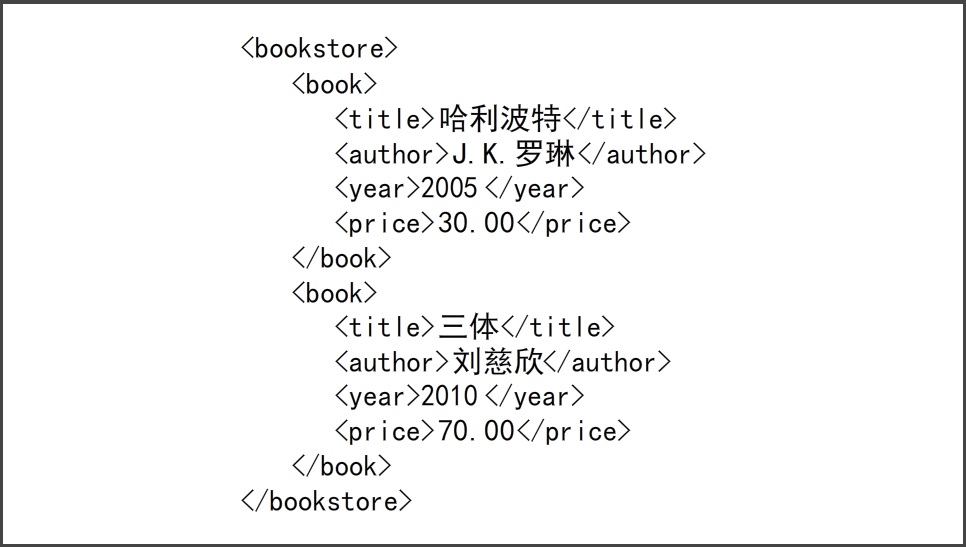 <bookstore>
<book>
<title>哈利波特</title>
<author>J.K.罗琳</author>
<year>2005 </year>
<price>30.00</price>
</book>
<book>
<title>三体</title>
<author>刘慈欣</author>
<year>2010 </year>
<price>70.00</price>
</book>
</bookstore>